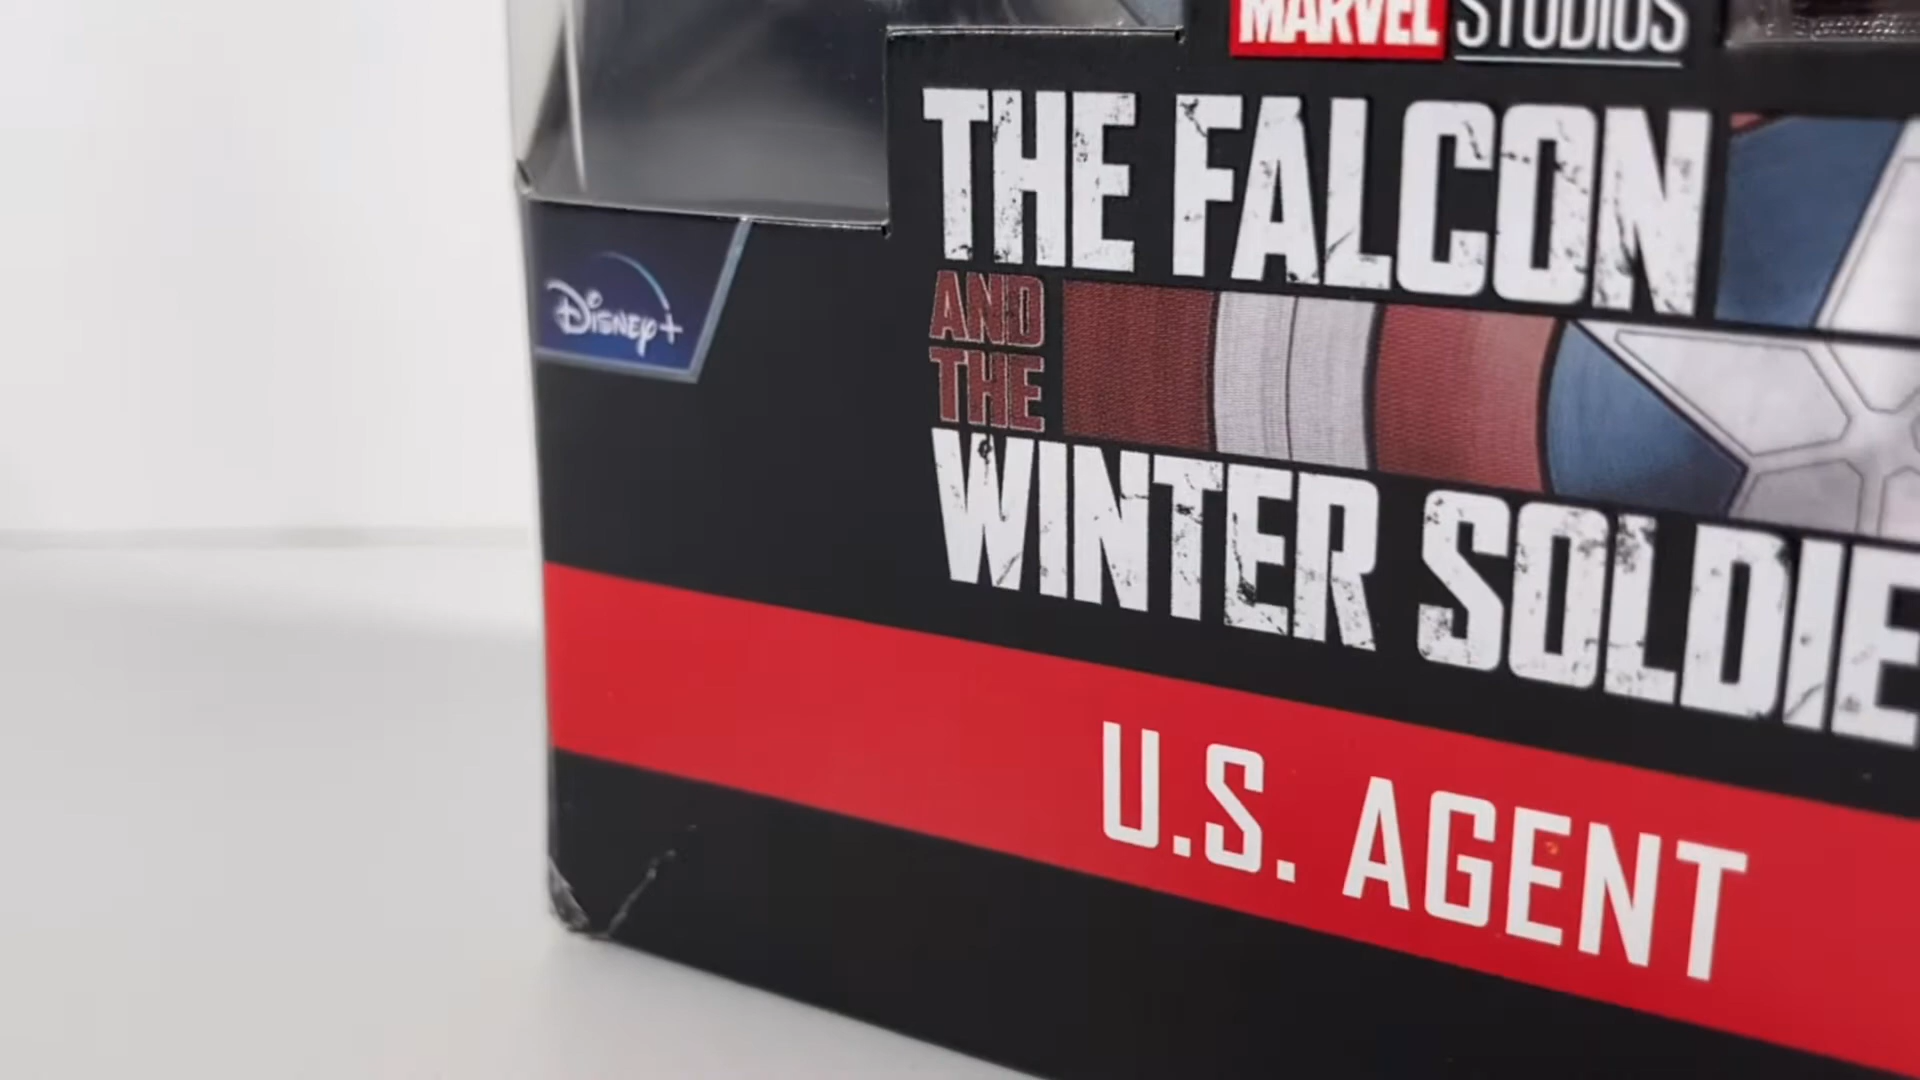 MARVEL STUDIOS
THE FALCON
AND
THE
WINTER SOLDIE
Disney+
U.S. AGENT